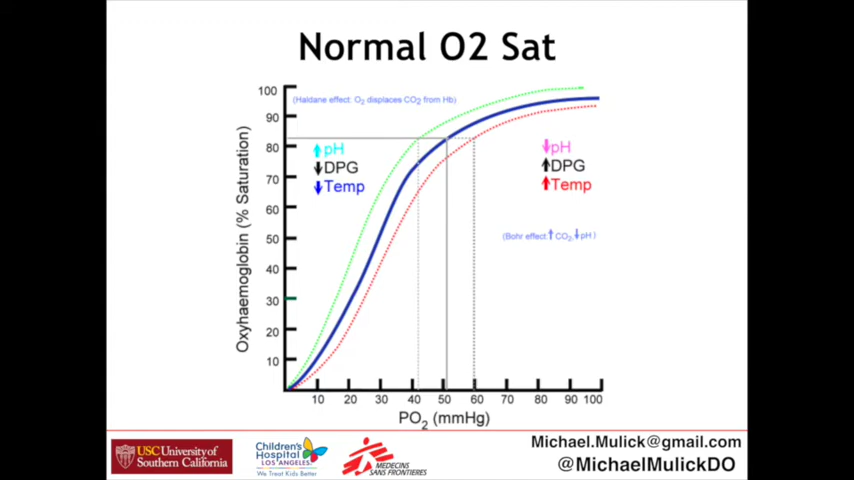 Normal O2 Sat
(Haldane effect: O2 displaces CO2 from Hb)
100
90
80
70
60
50
40
30
20
10
Oxyhaemoglobin (% Saturation)
↑ pH
↓ DPG
↓ Temp
↓pH
↑DPG
↑Temp
(Bohr effect:↑ CO2,↓pH )
10 20 30 40 50 60 70 80 90 100
PO2 (mmHg)
USC University of
Southern California
Children's
Hospital
LOS ANGELES
We Treat Kids Better
MEDECINS
SANS FRONTIERES
Michael.Mulick@gmail.com
@MichaelMulickDO